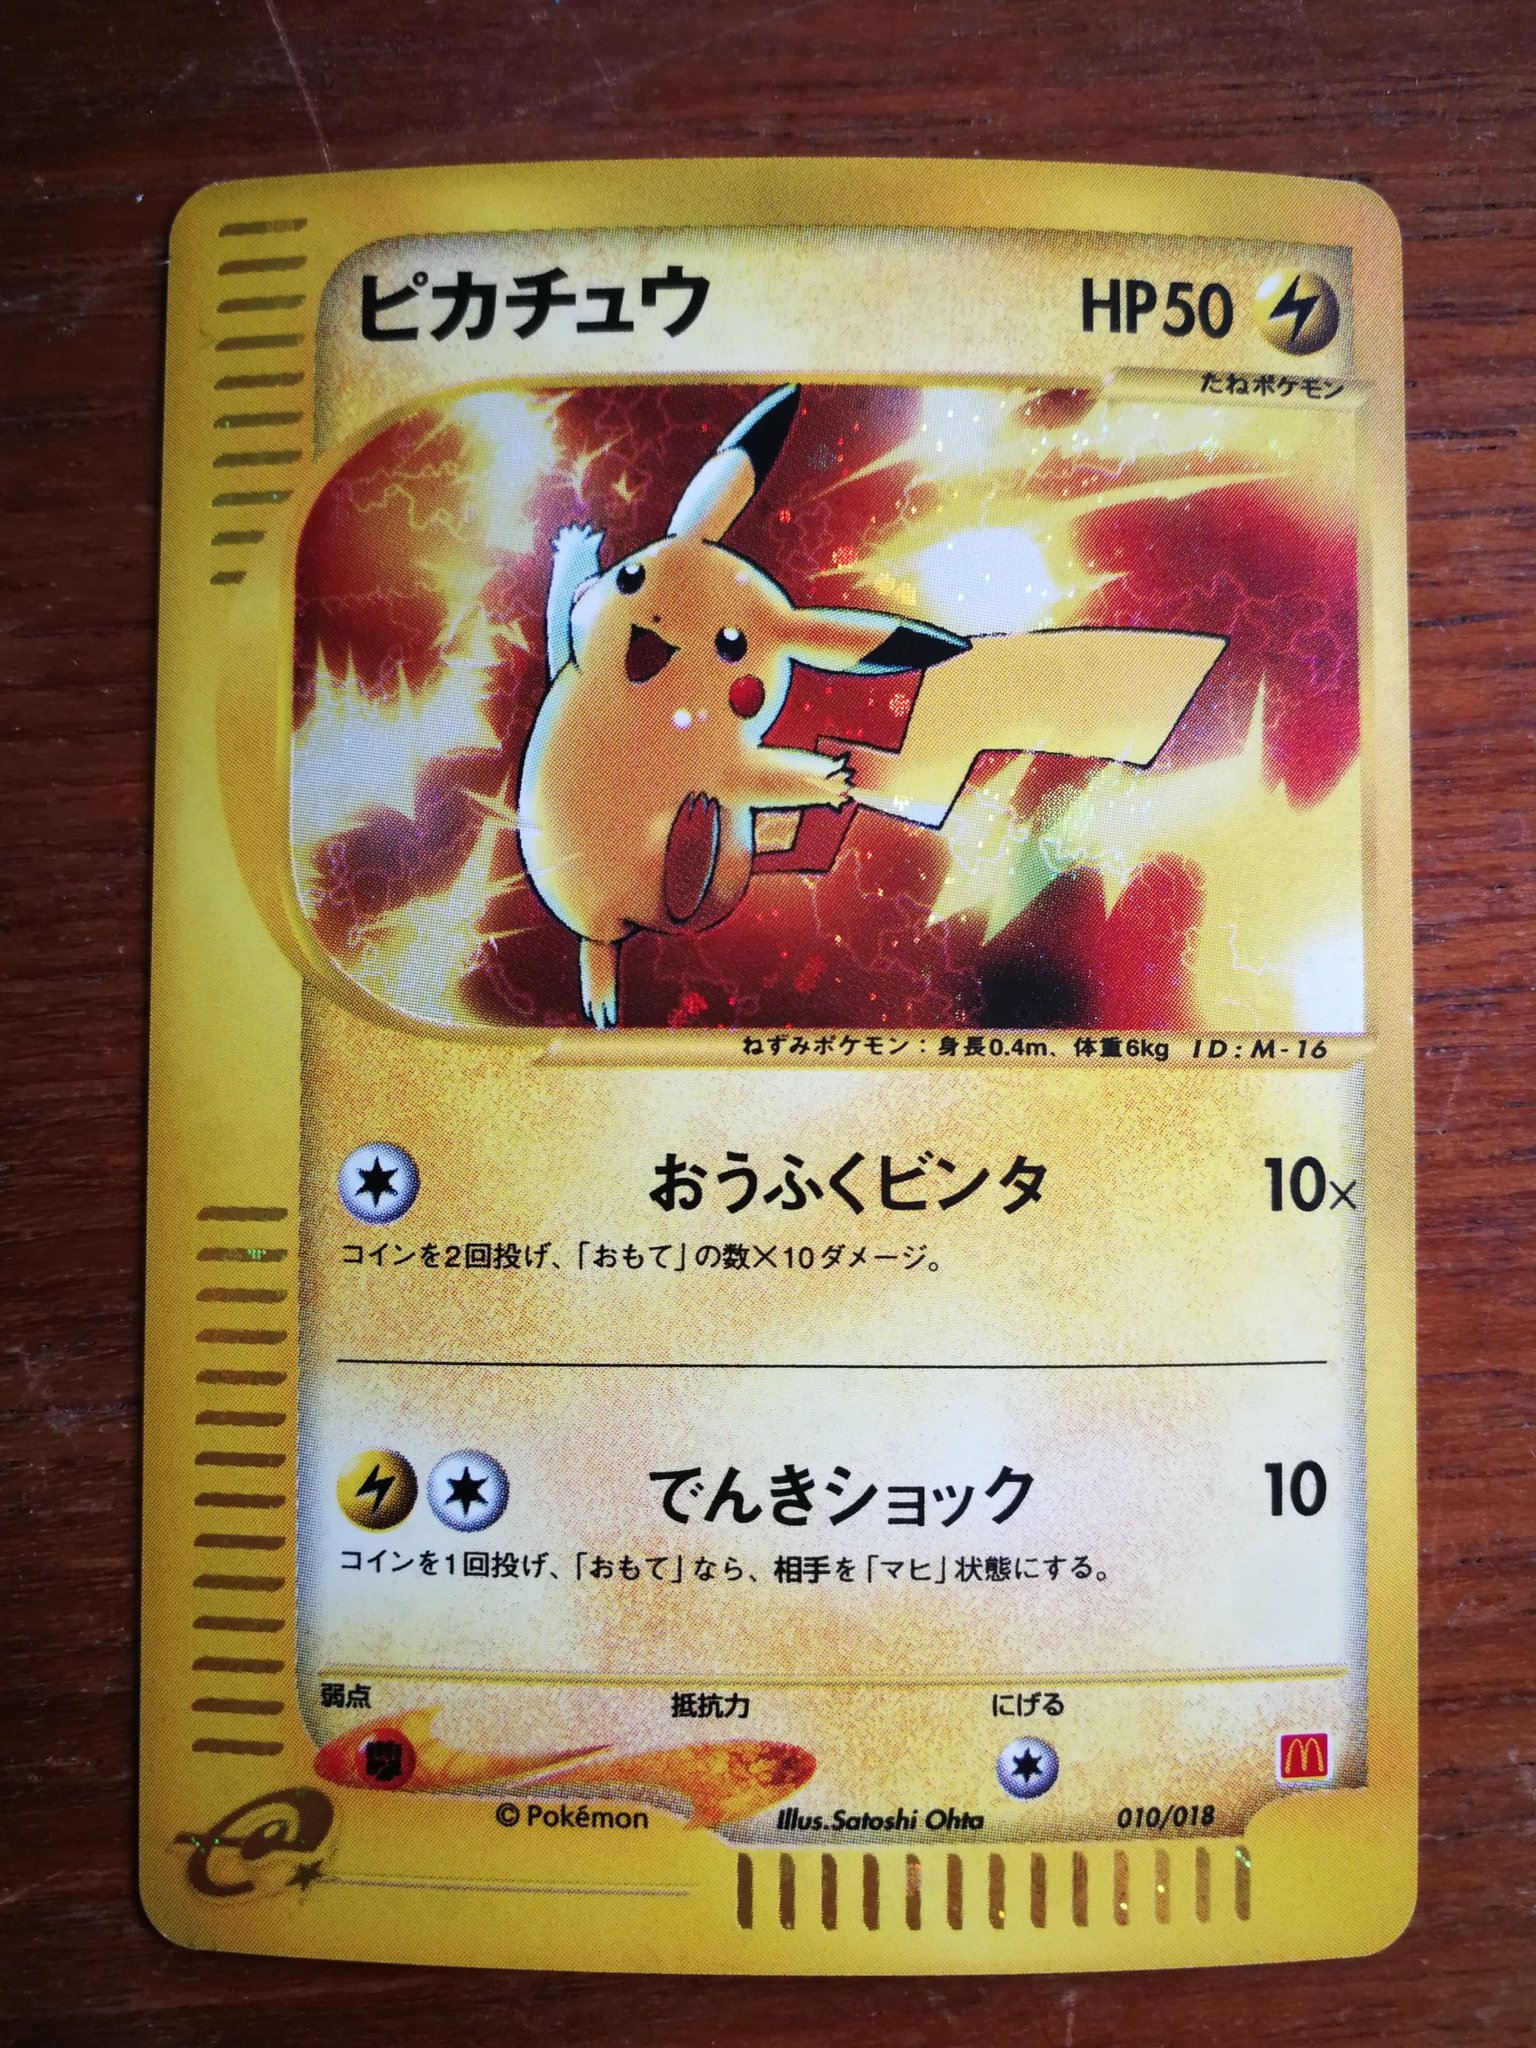 ピカチュウ HP50
たねポケモン
ねずみポケモン：身長0.4m、体重6kg ID:M-16
おうふくビンタ 10×
コインを2回投げ、「おもて」の数×10ダメージ。
でんきショック 10
コインを1回投げ、「おもて」なら、相手を「マヒ」状態にする。
弱点 抵抗力 にげる
© Pokémon Illus.Satoshi Ohta 010/018